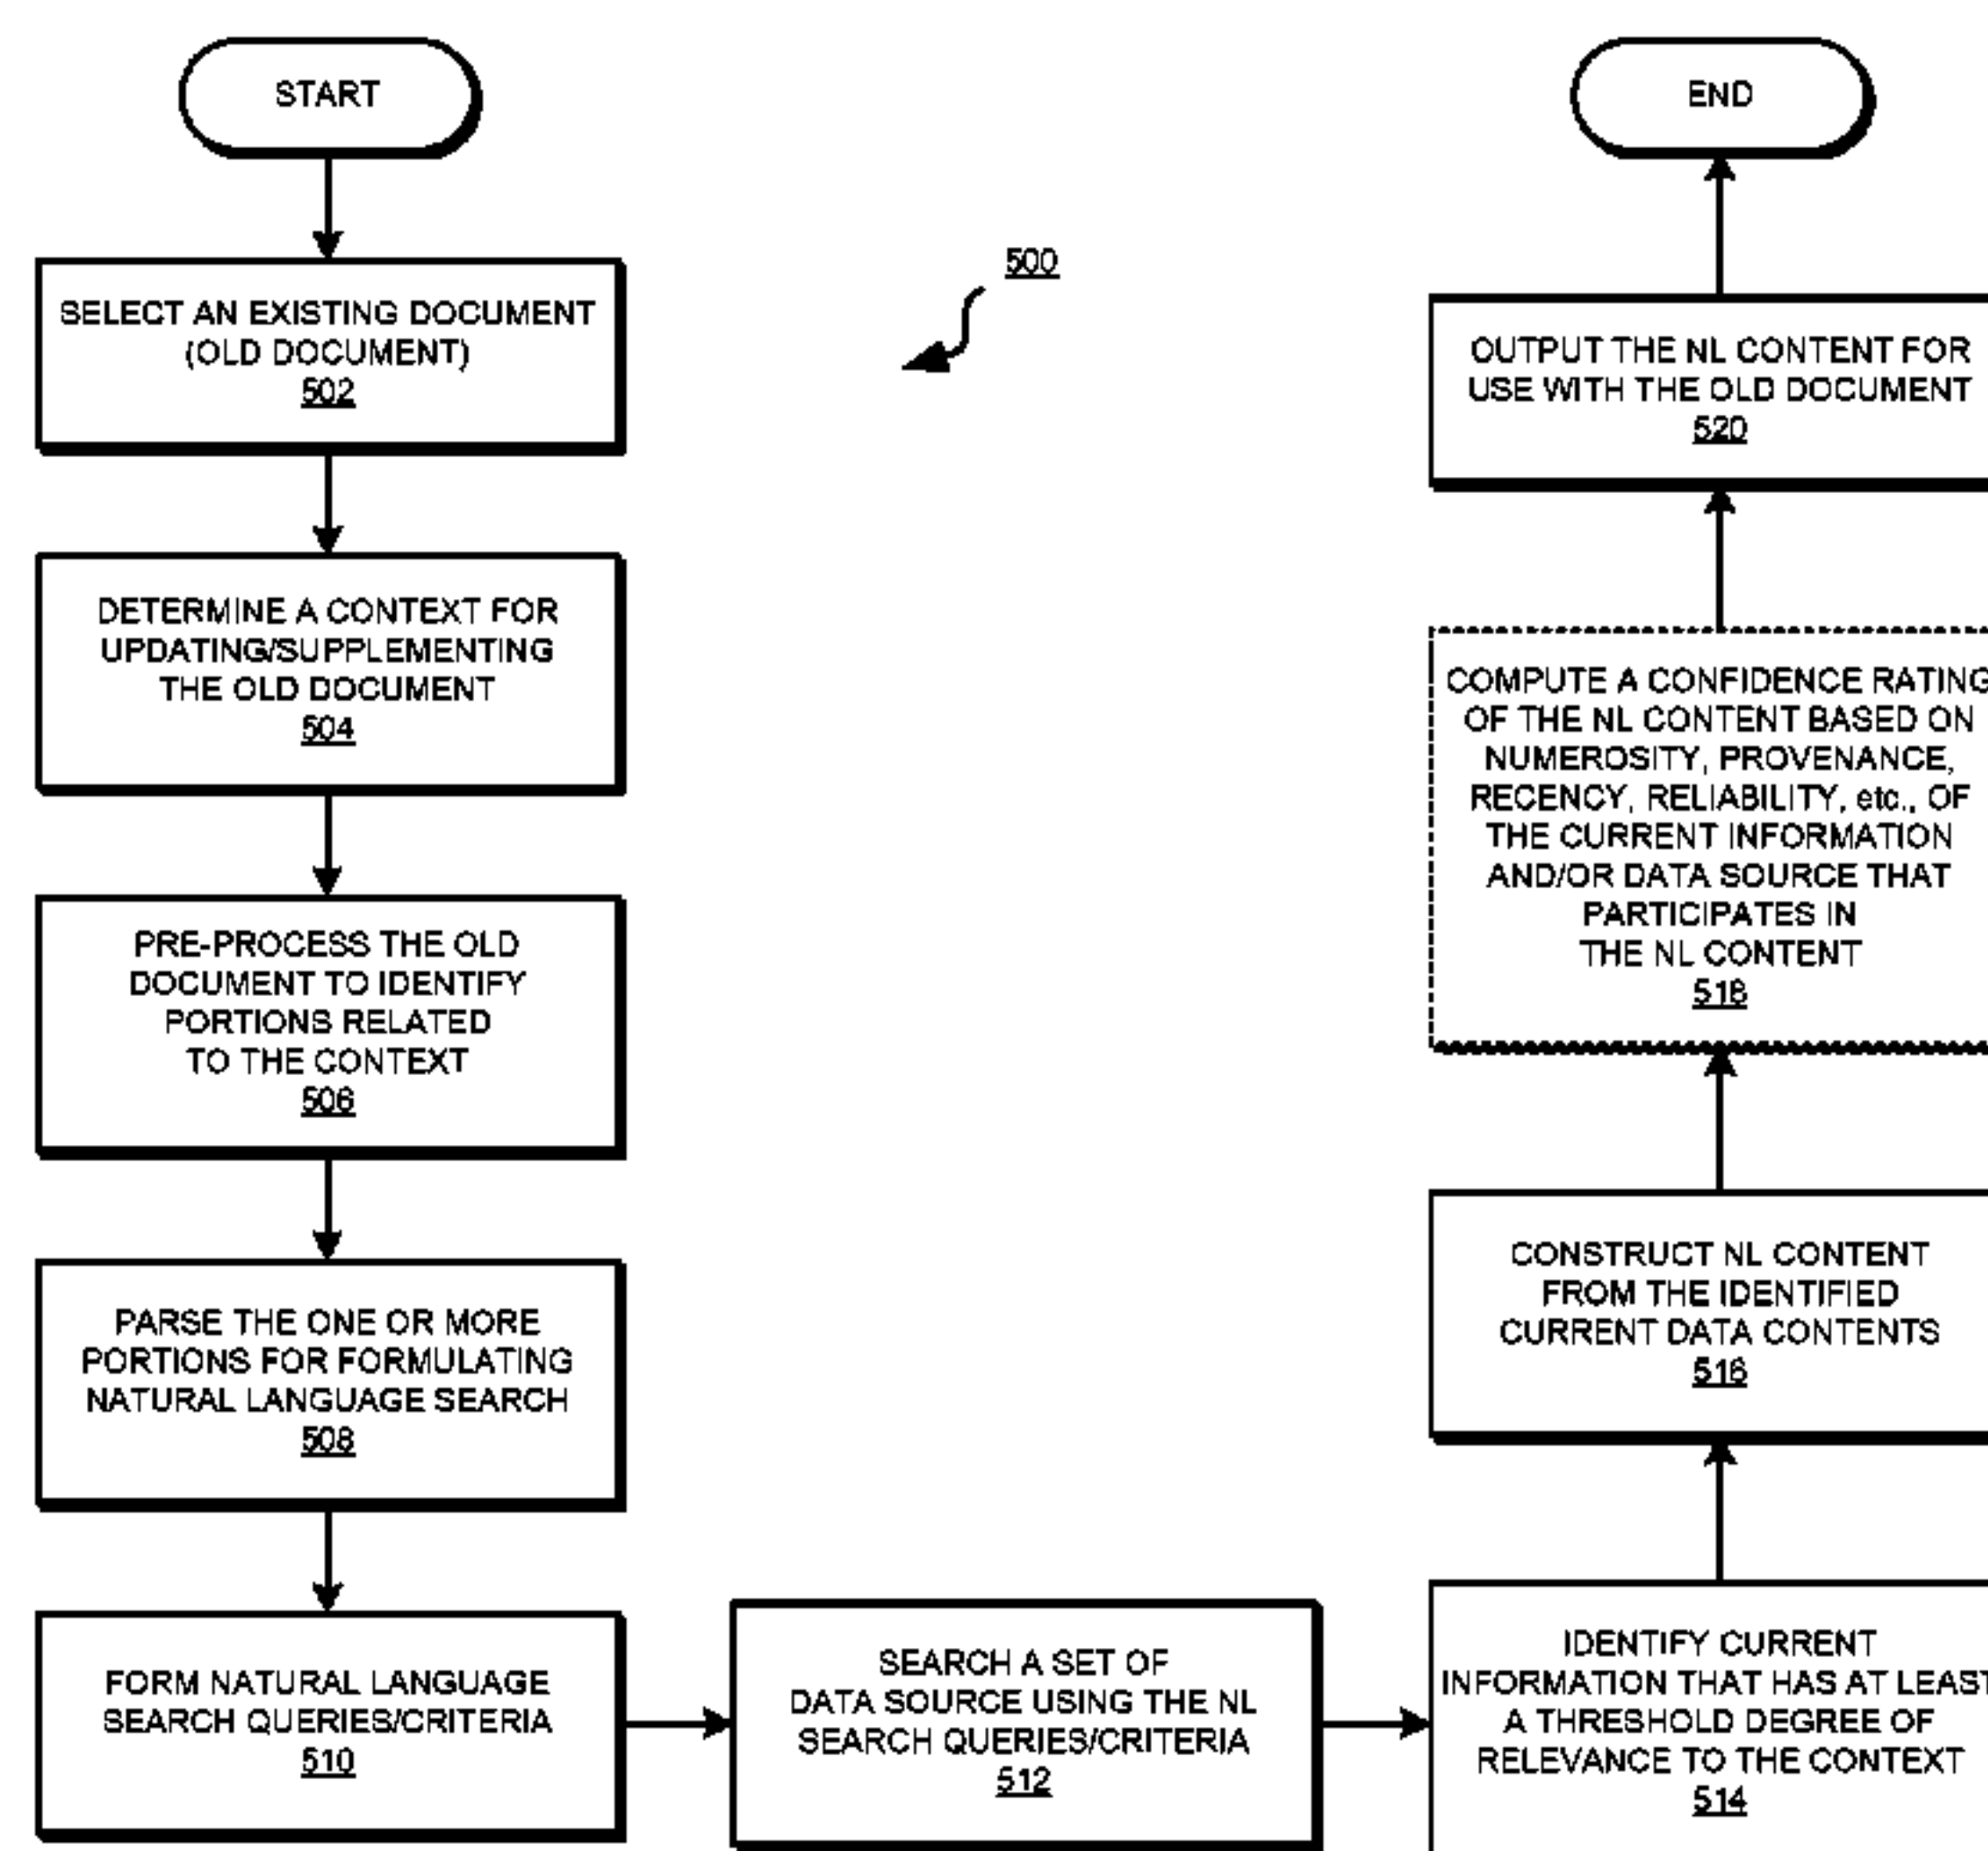 START
SELECT AN EXISTING DOCUMENT
(OLD DOCUMENT)
502
DETERMINE A CONTEXT FOR
UPDATING/SUPPLEMENTING
THE OLD DOCUMENT
504
PRE-PROCESS THE OLD
DOCUMENT TO IDENTIFY
PORTIONS RELATED
TO THE CONTEXT
506
PARSE THE ONE OR MORE
PORTIONS FOR FORMULATING
NATURAL LANGUAGE SEARCH
508
FORM NATURAL LANGUAGE
SEARCH QUERIES/CRITERIA
510
500
SEARCH A SET OF
DATA SOURCE USING THE NL
SEARCH QUERIES/CRITERIA
512
IDENTIFY CURRENT
INFORMATION THAT HAS AT LEAST
A THRESHOLD DEGREE OF
RELEVANCE TO THE CONTEXT
514
CONSTRUCT NL CONTENT
FROM THE IDENTIFIED
CURRENT DATA CONTENTS
516
COMPUTE A CONFIDENCE RATING
OF THE NL CONTENT BASED ON
NUMEROSITY, PROVENANCE,
RECENCY, RELIABILITY, etc., OF
THE CURRENT INFORMATION
AND/OR DATA SOURCE THAT
PARTICIPATES IN
THE NL CONTENT
518
OUTPUT THE NL CONTENT FOR
USE WITH THE OLD DOCUMENT
520
END